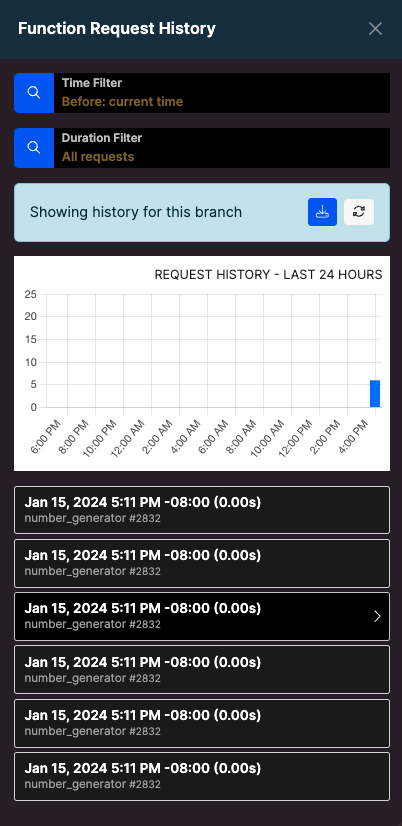 Function Request History
Time Filter
Before: current time
Duration Filter
All requests
Showing history for this branch
REQUEST HISTORY - LAST 24 HOURS
25
20
15
10
5
0
6:00 PM
8:00 PM
10:00 PM
12:00 AM
2:00 AM
4:00 AM
6:00 AM
8:00 AM
10:00 AM
12:00 PM
2:00 PM
4:00 PM
Jan 15, 2024 5:11 PM -08:00 (0.00s)
number_generator #2832
Jan 15, 2024 5:11 PM -08:00 (0.00s)
number_generator #2832
Jan 15, 2024 5:11 PM -08:00 (0.00s)
number_generator #2832
Jan 15, 2024 5:11 PM -08:00 (0.00s)
number_generator #2832
Jan 15, 2024 5:11 PM -08:00 (0.00s)
number_generator #2832
Jan 15, 2024 5:11 PM -08:00 (0.00s)
number_generator #2832